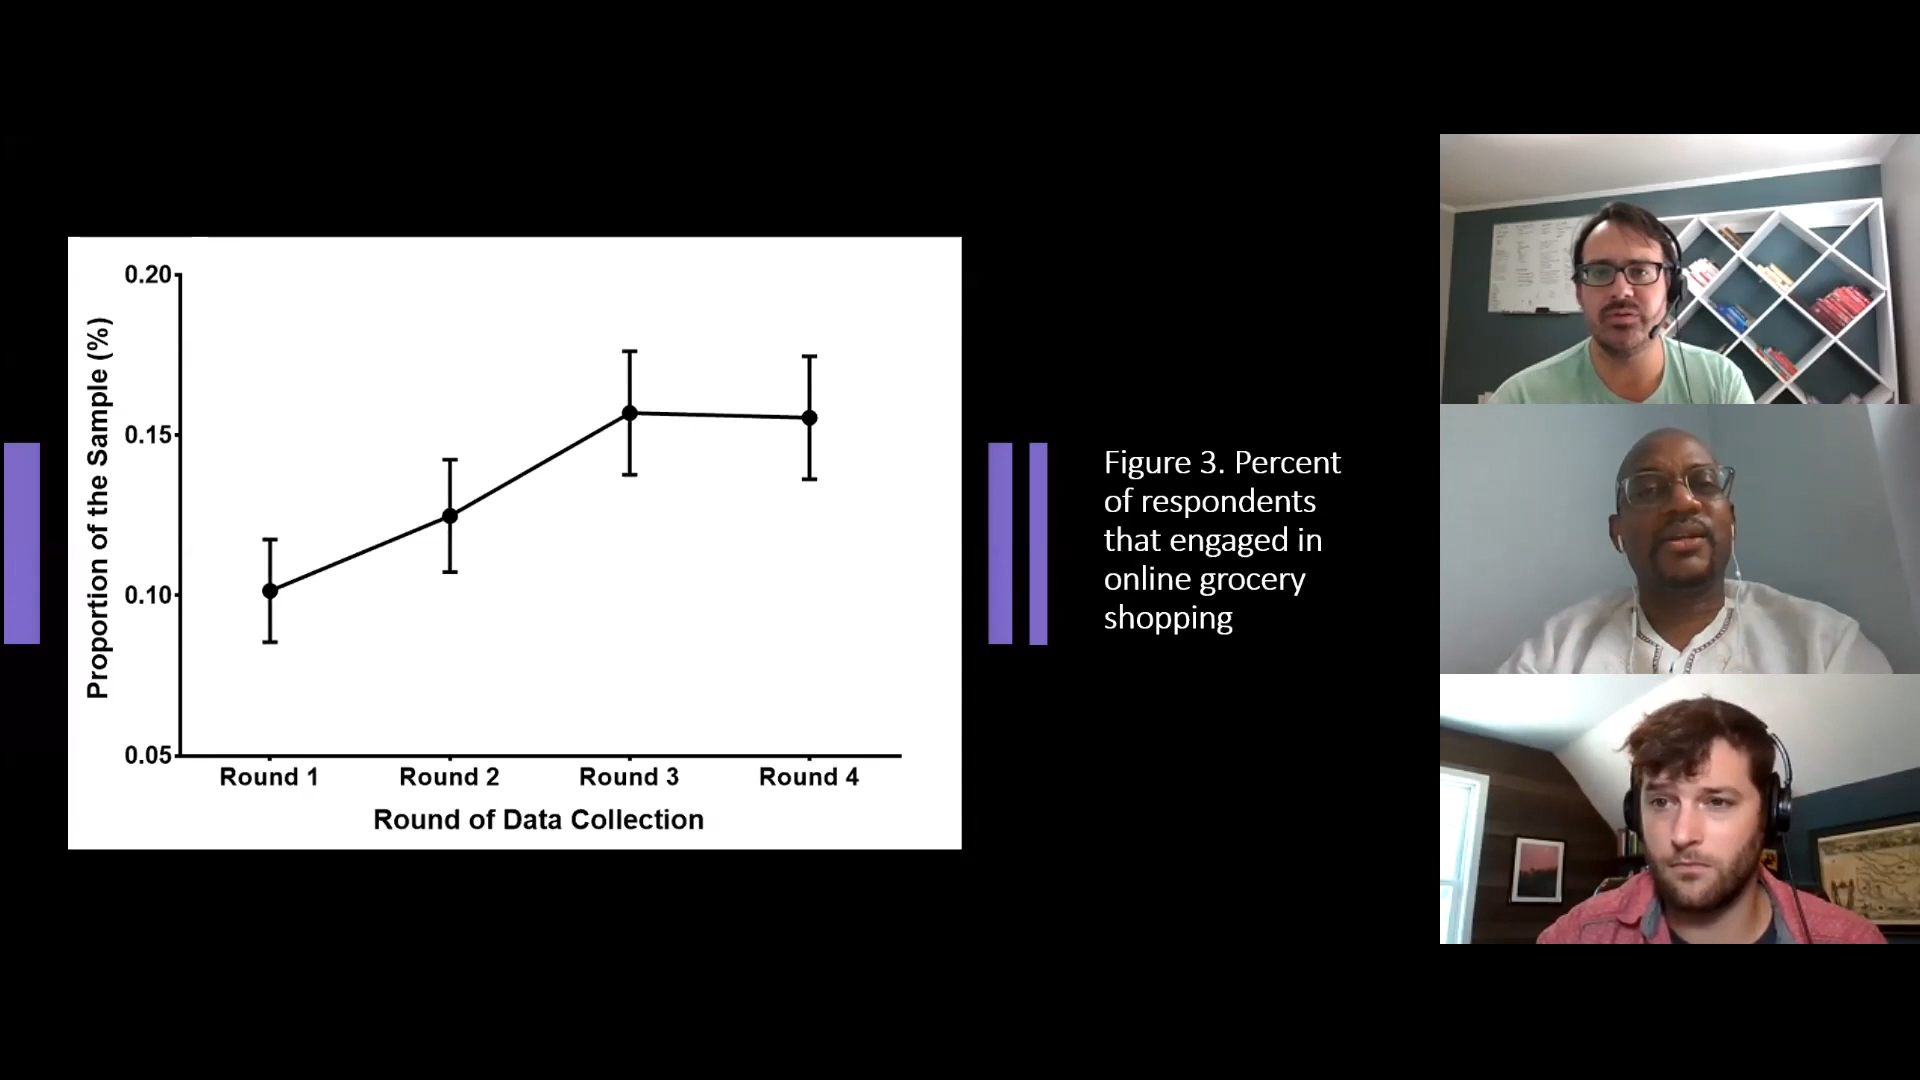 0.20
0.15
0.10
0.05
Proportion of the Sample (%)
Round 1 Round 2 Round 3 Round 4
Round of Data Collection
Figure 3. Percent
of respondents
that engaged in
online grocery
shopping